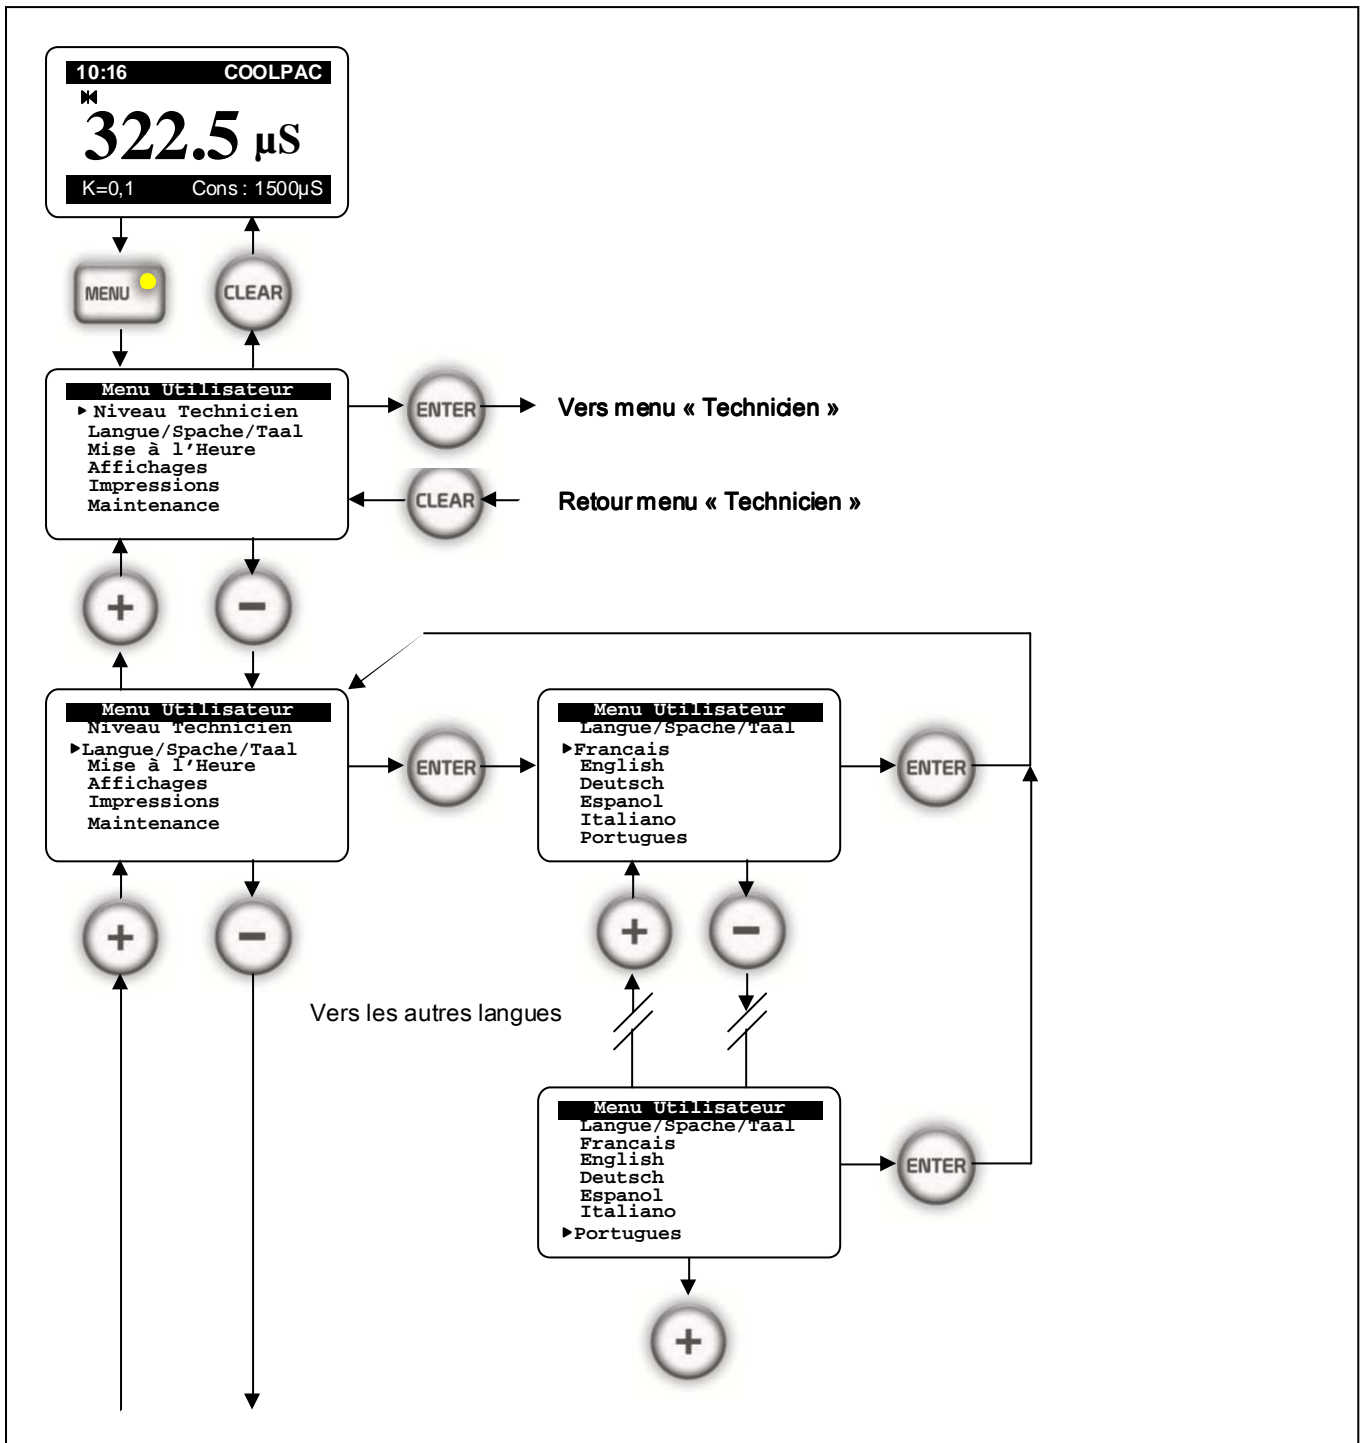 10:16 COOLPAC
322.5 µS
K=0,1 Cons : 1500µS
MENU
CLEAR
Menu Utilisateur
Niveau Technicien
Langue/Spache/Taal
Mise à l'Heure
Affichages
Impressions
Maintenance
ENTER
Vers menu « Technicien »
CLEAR
Retour menu « Technicien »
+
-
Menu Utilisateur
Niveau Technicien
Langue/Spache/Taal
Mise à l'Heure
Affichages
Impressions
Maintenance
ENTER
Menu Utilisateur
Langue/Spache/Taal
Francais
English
Deutsch
Espanol
Italiano
Portugues
ENTER
+
-
+
-
Vers les autres langues
Menu Utilisateur
Langue/Spache/Taal
Francais
English
Deutsch
Espanol
Italiano
Portugues
ENTER
+